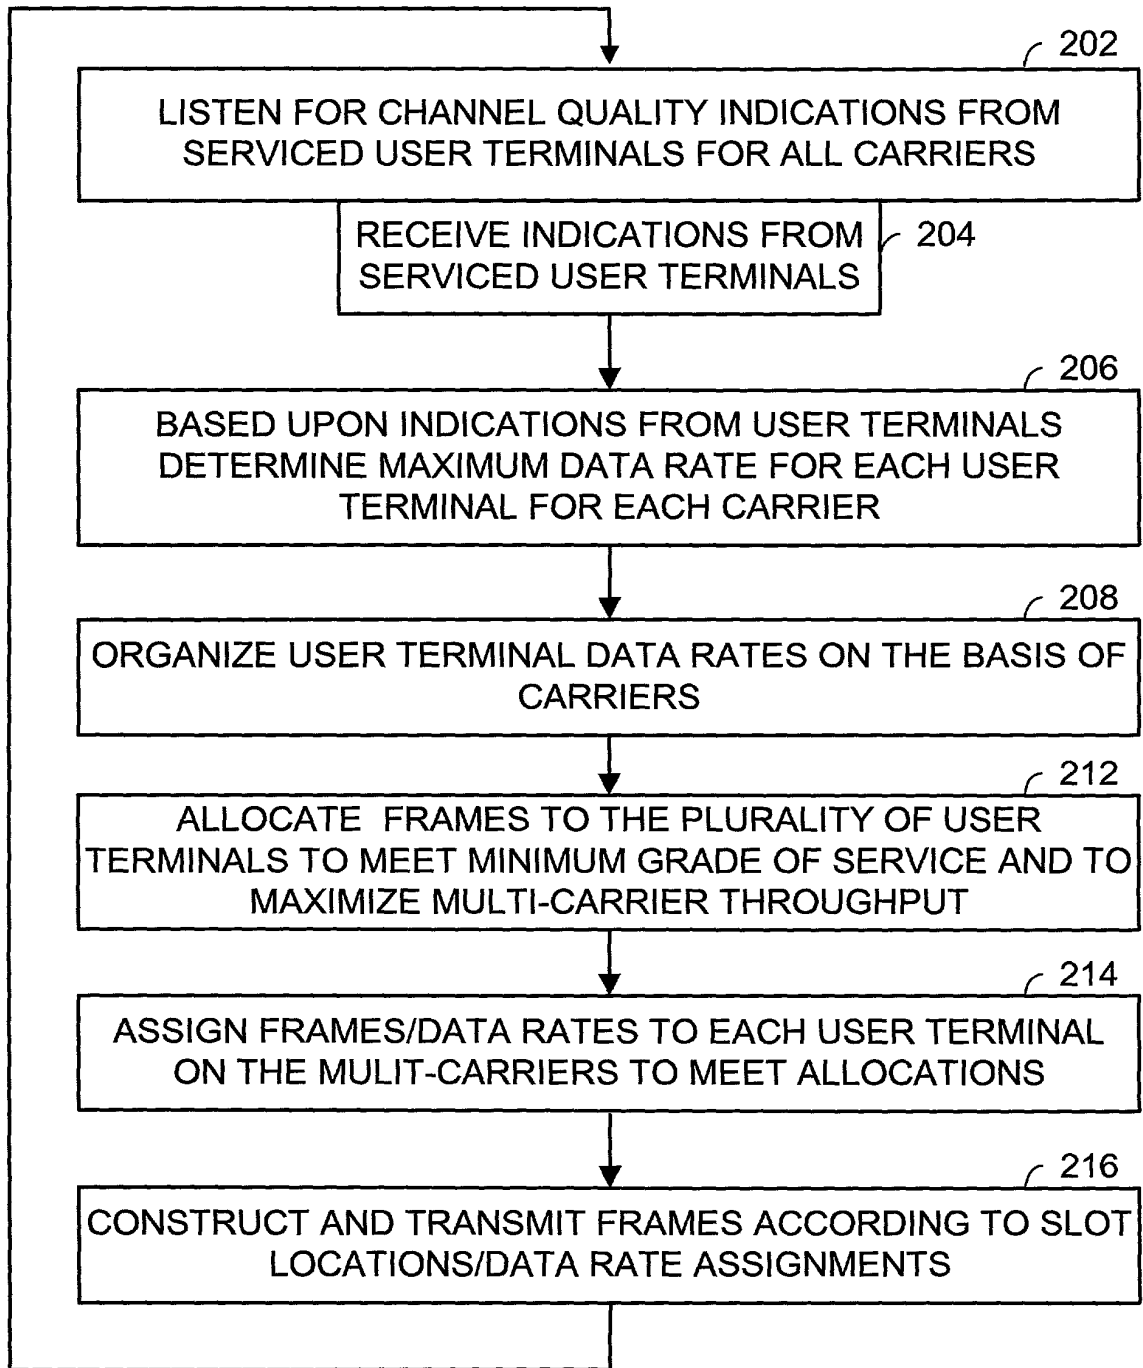 202
LISTEN FOR CHANNEL QUALITY INDICATIONS FROM
SERVICED USER TERMINALS FOR ALL CARRIERS
RECEIVE INDICATIONS FROM
SERVICED USER TERMINALS
204
206
BASED UPON INDICATIONS FROM USER TERMINALS
DETERMINE MAXIMUM DATA RATE FOR EACH USER
TERMINAL FOR EACH CARRIER
208
ORGANIZE USER TERMINAL DATA RATES ON THE BASIS OF
CARRIERS
212
ALLOCATE FRAMES TO THE PLURALITY OF USER
TERMINALS TO MEET MINIMUM GRADE OF SERVICE AND TO
MAXIMIZE MULTI-CARRIER THROUGHPUT
214
ASSIGN FRAMES/DATA RATES TO EACH USER TERMINAL
ON THE MULIT-CARRIERS TO MEET ALLOCATIONS
216
CONSTRUCT AND TRANSMIT FRAMES ACCORDING TO SLOT
LOCATIONS/DATA RATE ASSIGNMENTS